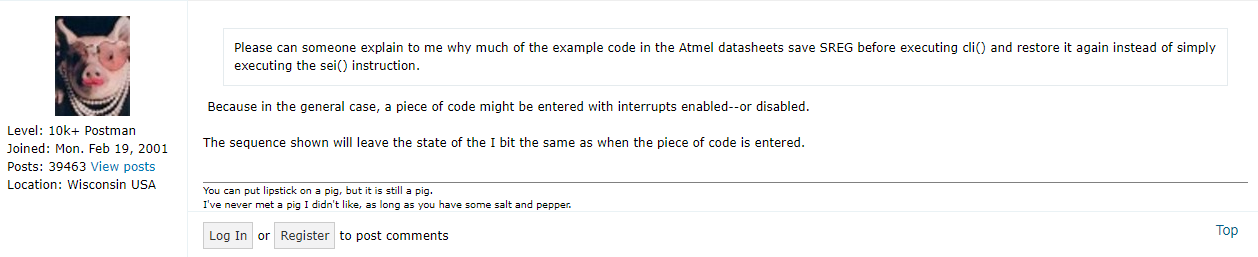 Please can someone explain to me why much of the example code in the Atmel datasheets save SREG before executing cli() and restore it again instead of simply
executing the sei() instruction.
Because in the general case, a piece of code might be entered with interrupts enabled--or disabled.
The sequence shown will leave the state of the I bit the same as when the piece of code is entered.
Level: 10k+ Postman
Joined: Mon. Feb 19, 2001
Posts: 39463 View posts
Location: Wisconsin USA
You can put lipstick on a pig, but it is still a pig.
I've never met a pig I didn't like, as long as you have some salt and pepper.
Log In or Register to post comments
Top